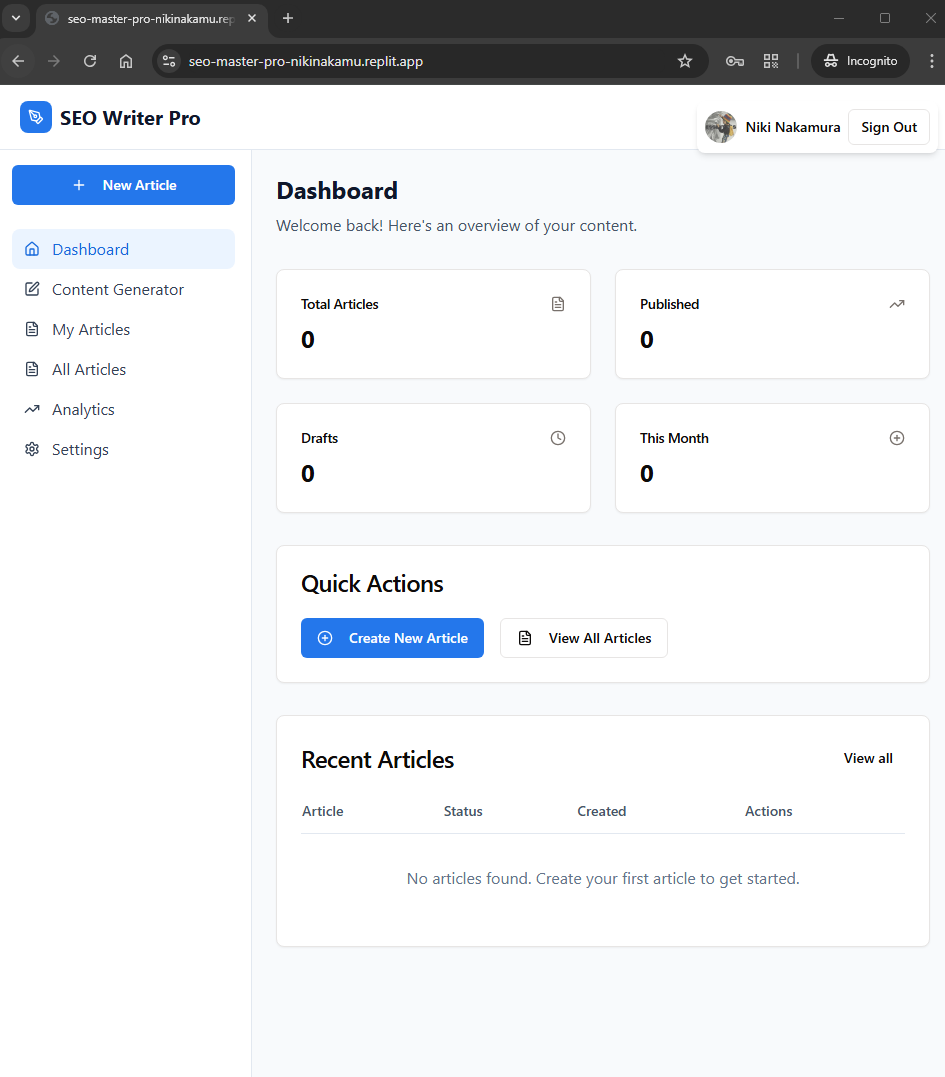 seo-master-pro-nikinakamu.rep
seo-master-pro-nikinakamu.replit.app
Incognito
SEO Writer Pro
Niki Nakamura
Sign Out
New Article
Dashboard
Content Generator
My Articles
All Articles
Analytics
Settings
Dashboard
Welcome back! Here's an overview of your content.
Total Articles
0
Published
0
Drafts
0
This Month
0
Quick Actions
Create New Article
View All Articles
Recent Articles
View all
Article Status Created Actions
No articles found. Create your first article to get started.